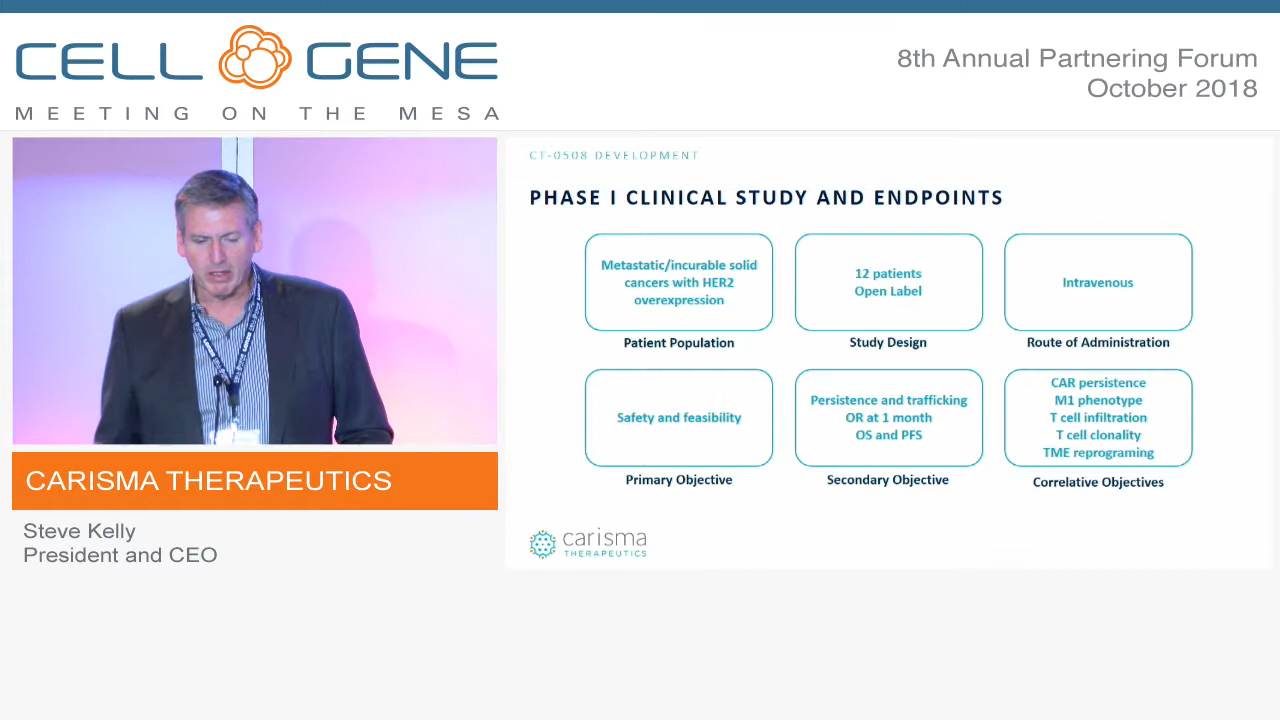 CELL GENE
MEETING ON THE MESA
8th Annual Partnering Forum
October 2018
CT-0508 DEVELOPMENT
PHASE I CLINICAL STUDY AND ENDPOINTS
Metastatic/incurable solid
cancers with HER2
overexpression
Patient Population
12 patients
Open Label
Study Design
Intravenous
Route of Administration
Safety and feasibility
Primary Objective
Persistence and trafficking
OR at 1 month
OS and PFS
Secondary Objective
CAR persistence
M1 phenotype
T cell infiltration
T cell clonality
TME reprograming
Correlative Objectives
carisma
THERAPEUTICS
CARISMA THERAPEUTICS
Steve Kelly
President and CEO